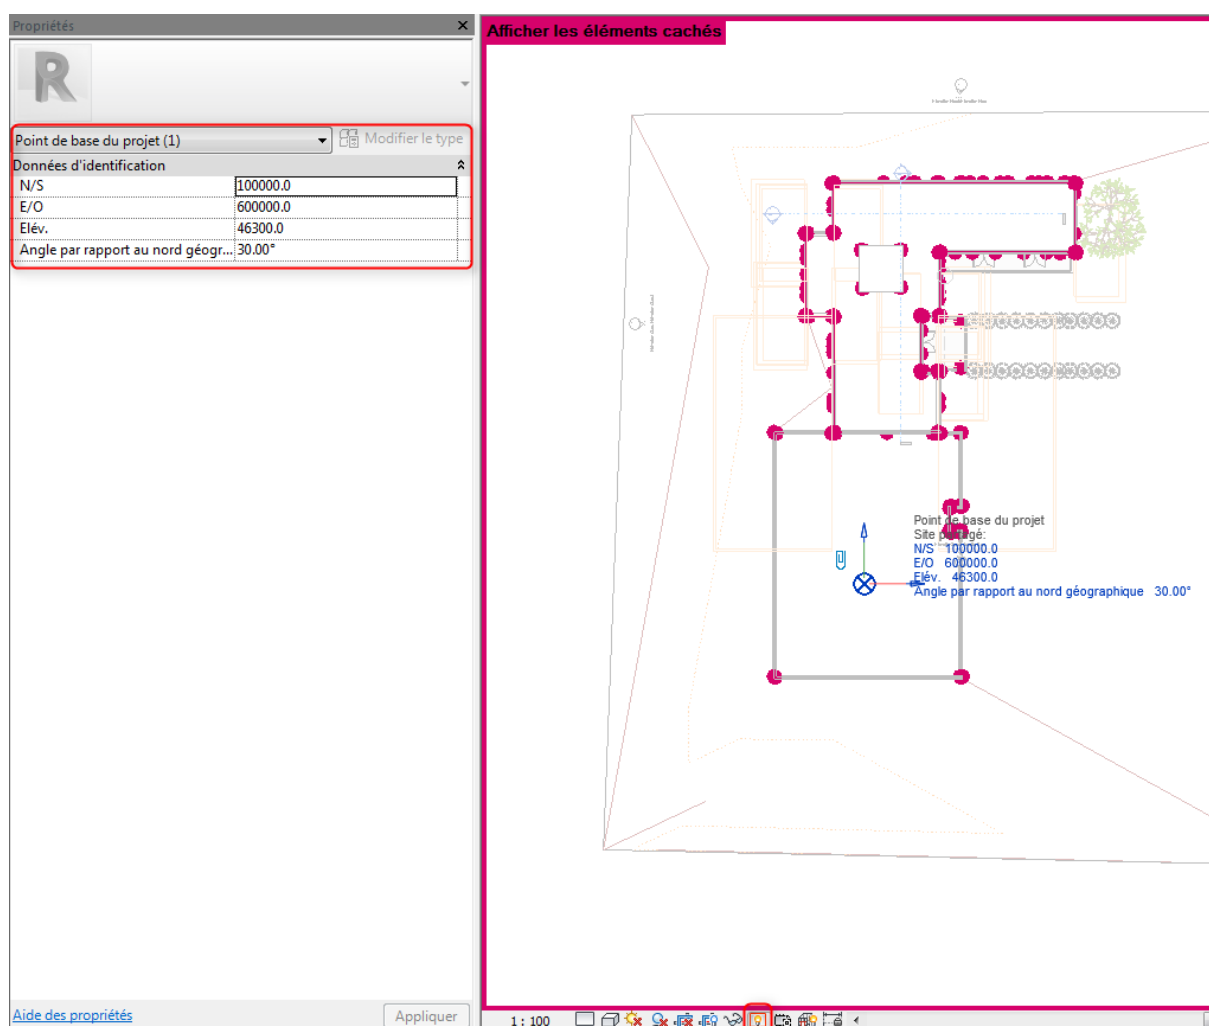 Propriétés
Point de base du projet (1)
Modifier le type
Données d'identification
N/S 100000.0
E/O 600000.0
Elév. 46300.0
Angle par rapport au nord géogr... 30.00°
Aide des propriétés
Appliquer
Afficher les éléments cachés
Point de base du projet
Site partagé:
N/S 100000.0
E/O 600000.0
Elév. 46300.0
Angle par rapport au nord géographique 30.00°
1 : 100